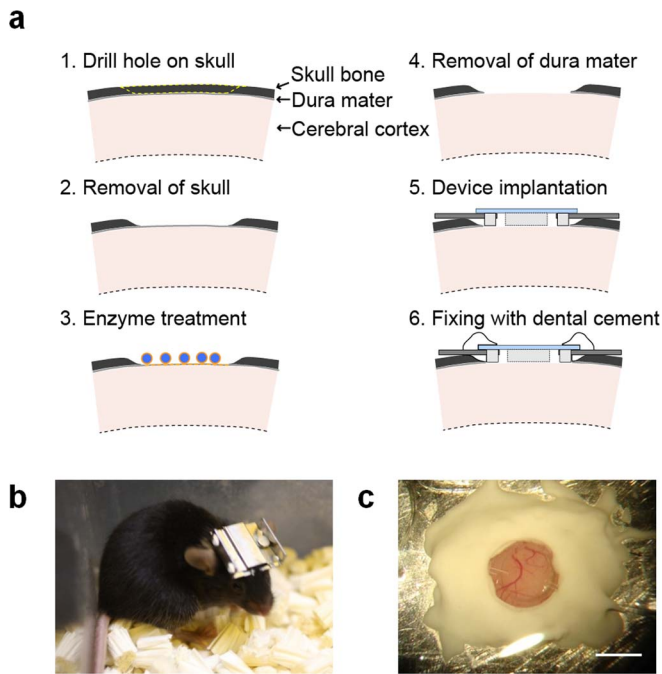 a
1. Drill hole on skull
Skull bone
Dura mater
Cerebral cortex
2. Removal of skull
3. Enzyme treatment
4. Removal of dura mater
5. Device implantation
6. Fixing with dental cement
b
c